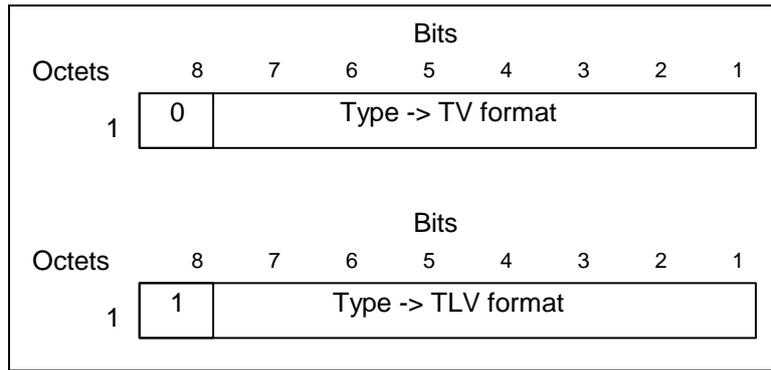 Bits
Octets 8 7 6 5 4 3 2 1
1 0 Type -> TV format
Bits
Octets 8 7 6 5 4 3 2 1
1 1 Type -> TLV format